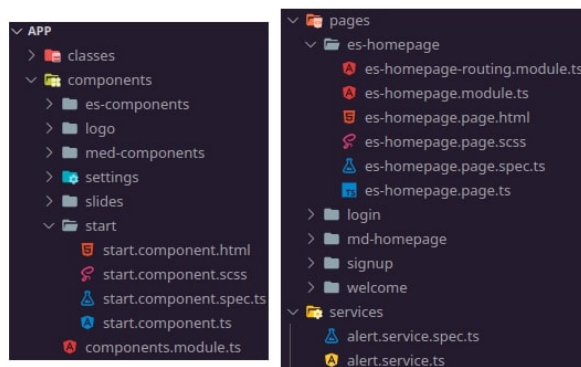 APP
classes
components
es-components
logo
med-components
settings
slides
start
start.component.html
start.component.scss
start.component.spec.ts
start.component.ts
components.module.ts
pages
es-homepage
es-homepage-routing.module.ts
es-homepage.module.ts
es-homepage.page.html
es-homepage.page.scss
es-homepage.page.spec.ts
TS es-homepage.page.ts
login
md-homepage
signup
welcome
services
alert.service.spec.ts
alert.service.ts